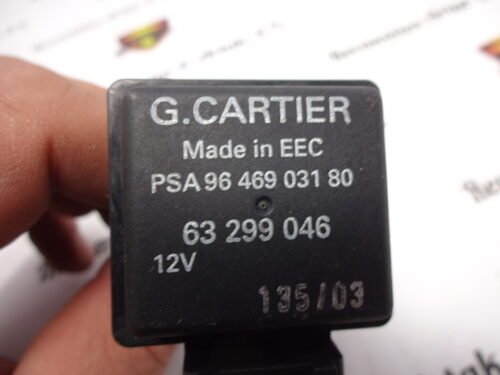 G.CARTIER
Made in EEC
PSA 96 469 031 80
63 299 046
12V
135/03